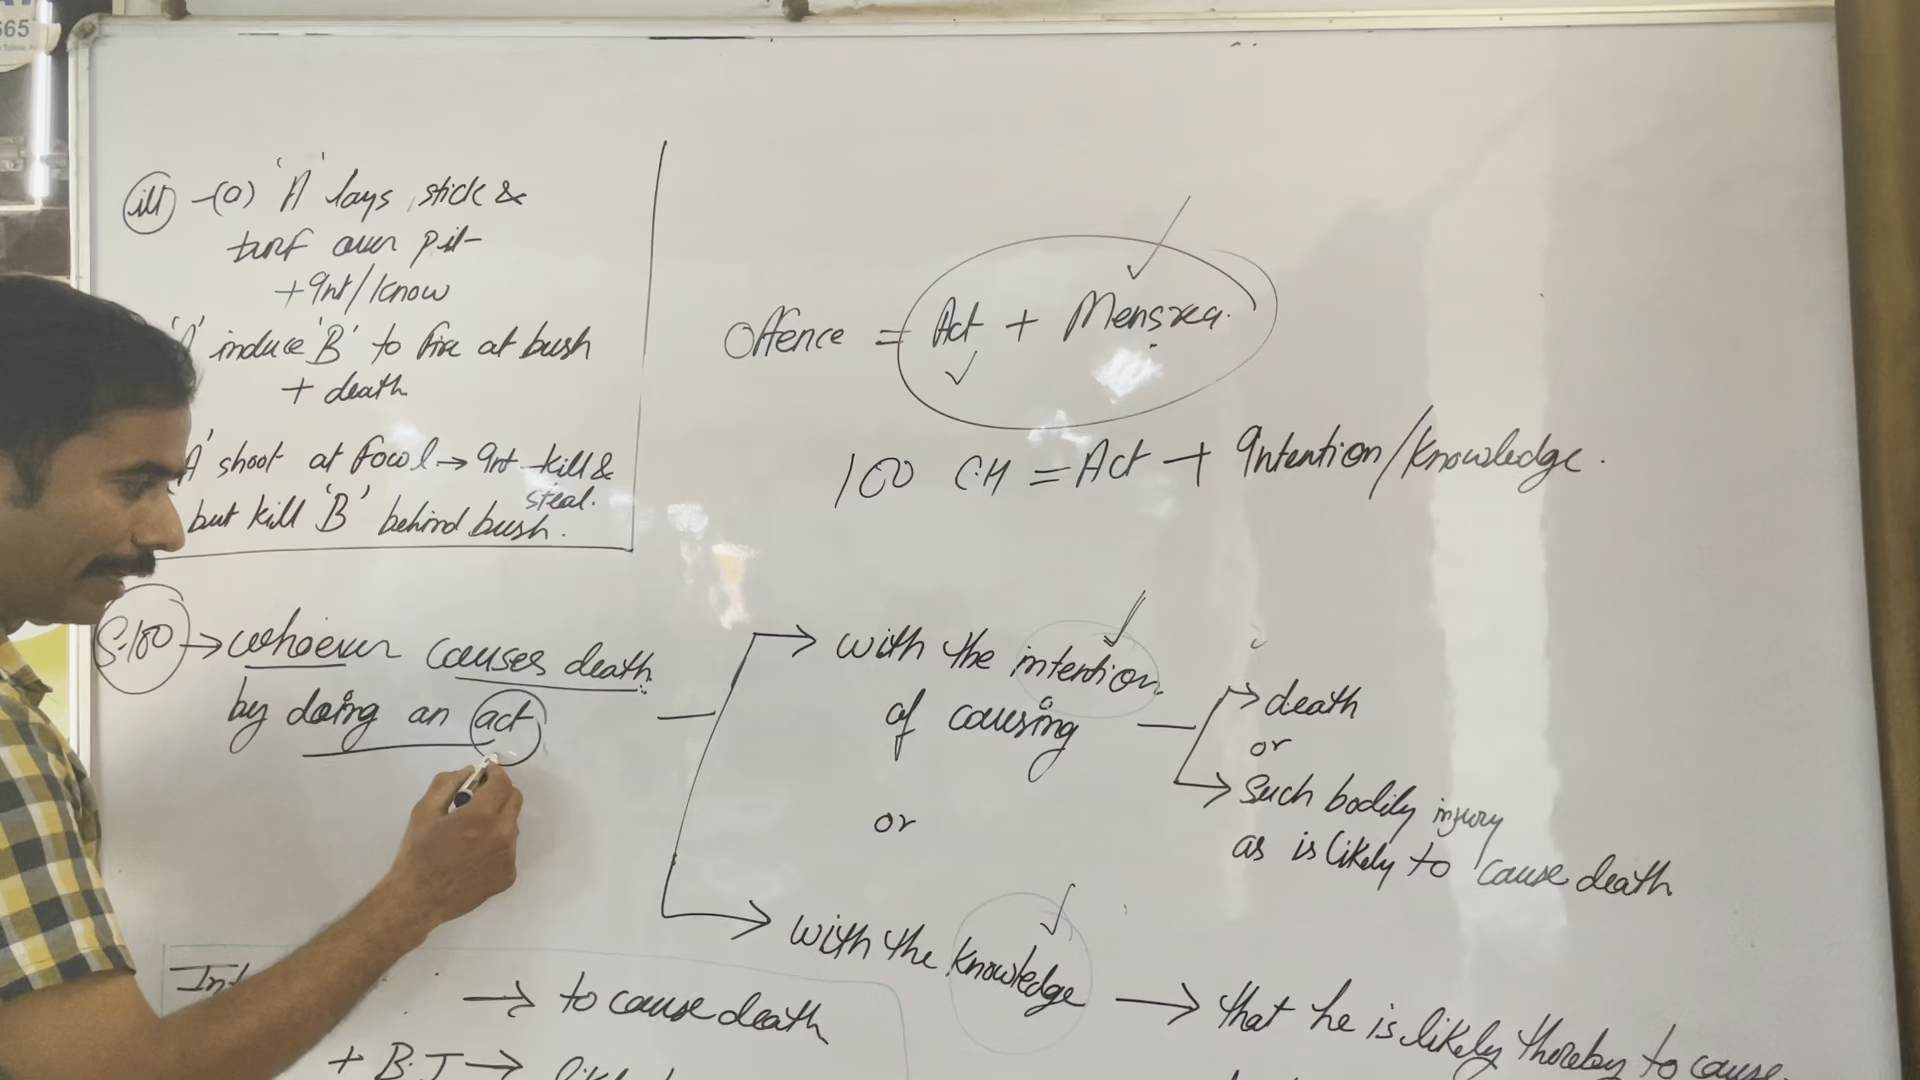 665
ill -(a) 'A' lays stick &
turf over pit
+ Int/Know
'A' induce 'B' to fire at bush
+ death
A' shoot at fowl → Int kill &
steal.
but kill 'B' behind bush.
Offence = Act + Mensrea.
100 C.H = Act + Intention/Knowledge.
S.100 → Whoever causes death
by doing an act
with the intention
of causing
death
or
Such bodily injury
as is likely to cause death
or
with the knowledge → that he is likely thereby to cause
→ to cause death
+ B.I →